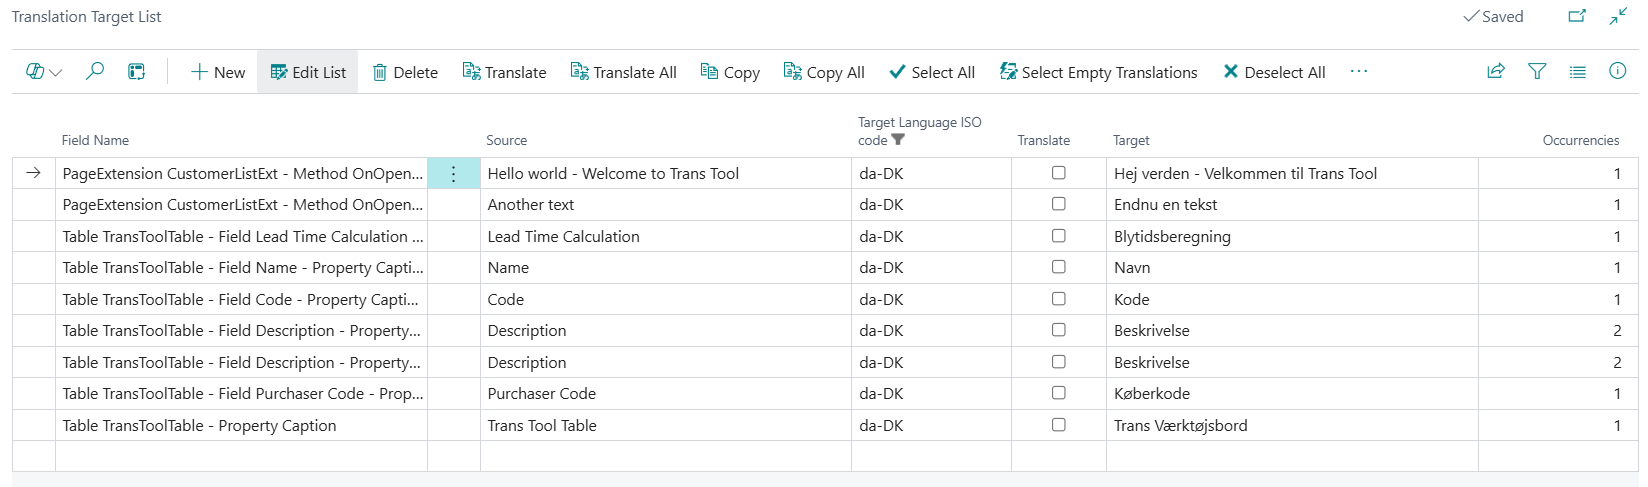 Translation Target List
Saved
New Edit List Delete Translate Translate All Copy Copy All Select All Select Empty Translations Deselect All ...
Field Name Source Target Language ISO code Translate Target Occurrencies
PageExtension CustomerListExt - Method OnOpen... Hello world - Welcome to Trans Tool da-DK Hej verden - Velkommen til Trans Tool 1
PageExtension CustomerListExt - Method OnOpen... Another text da-DK Endnu en tekst 1
Table TransToolTable - Field Lead Time Calculation ... Lead Time Calculation da-DK Blytidsberegning 1
Table TransToolTable - Field Name - Property Capti... Name da-DK Navn 1
Table TransToolTable - Field Code - Property Captio... Code da-DK Kode 1
Table TransToolTable - Field Description - Property... Description da-DK Beskrivelse 2
Table TransToolTable - Field Description - Property... Description da-DK Beskrivelse 2
Table TransToolTable - Field Purchaser Code - Prop... Purchaser Code da-DK Køberkode 1
Table TransToolTable - Property Caption Trans Tool Table da-DK Trans Værktøjsbord 1